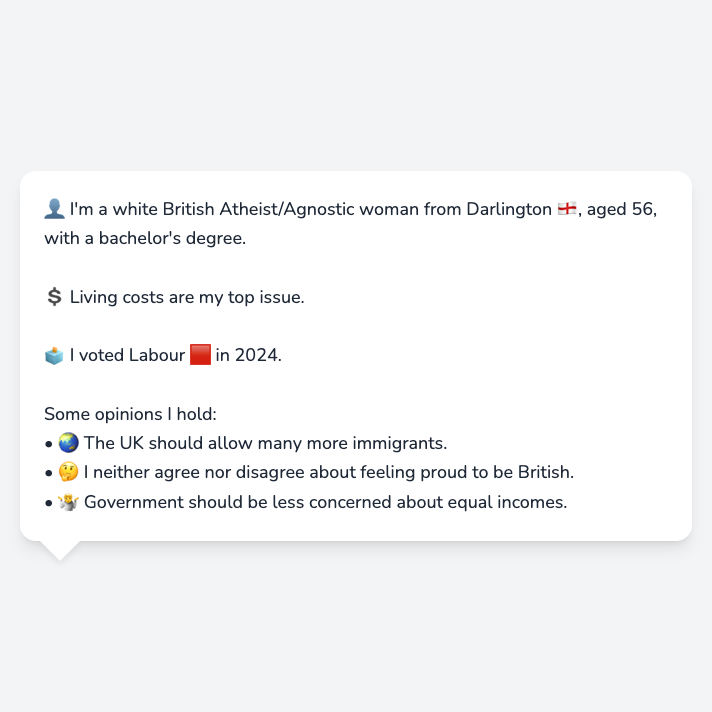 👤 I'm a white British Atheist/Agnostic woman from Darlington 🏴󠁧󠁢󠁥󠁮󠁧󠁿, aged 56,
with a bachelor's degree.
💲 Living costs are my top issue.
🗳️ I voted Labour 🟥 in 2024.
Some opinions I hold:
• 🌏 The UK should allow many more immigrants.
• 🤔 I neither agree nor disagree about feeling proud to be British.
• 🤷 Government should be less concerned about equal incomes.